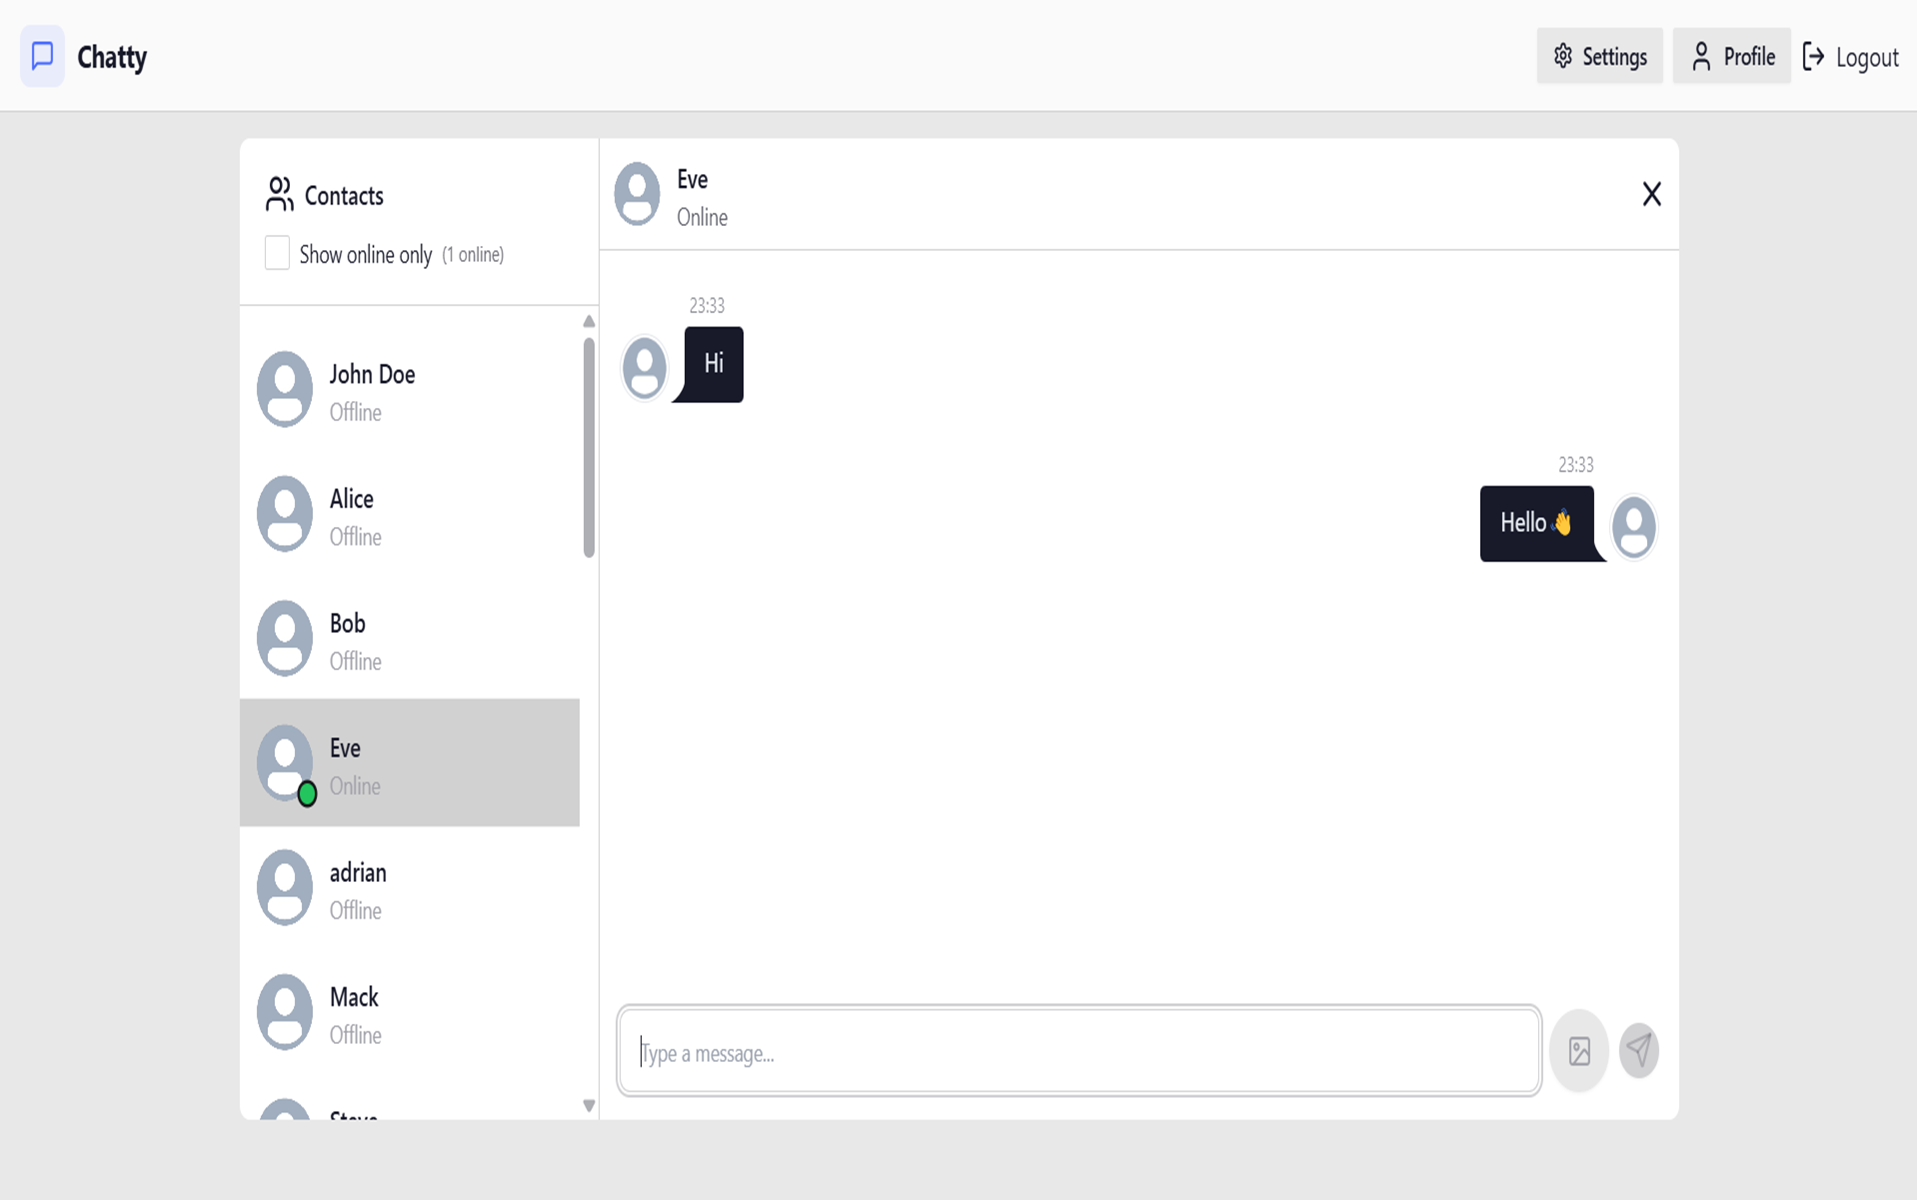 Chatty
Settings
Profile
Logout
Contacts
Show online only (1 online)
John Doe
Offline
Alice
Offline
Bob
Offline
Eve
Online
adrian
Offline
Mack
Offline
Steve
Eve
Online
23:33
Hi
23:33
Hello 👋
Type a message...